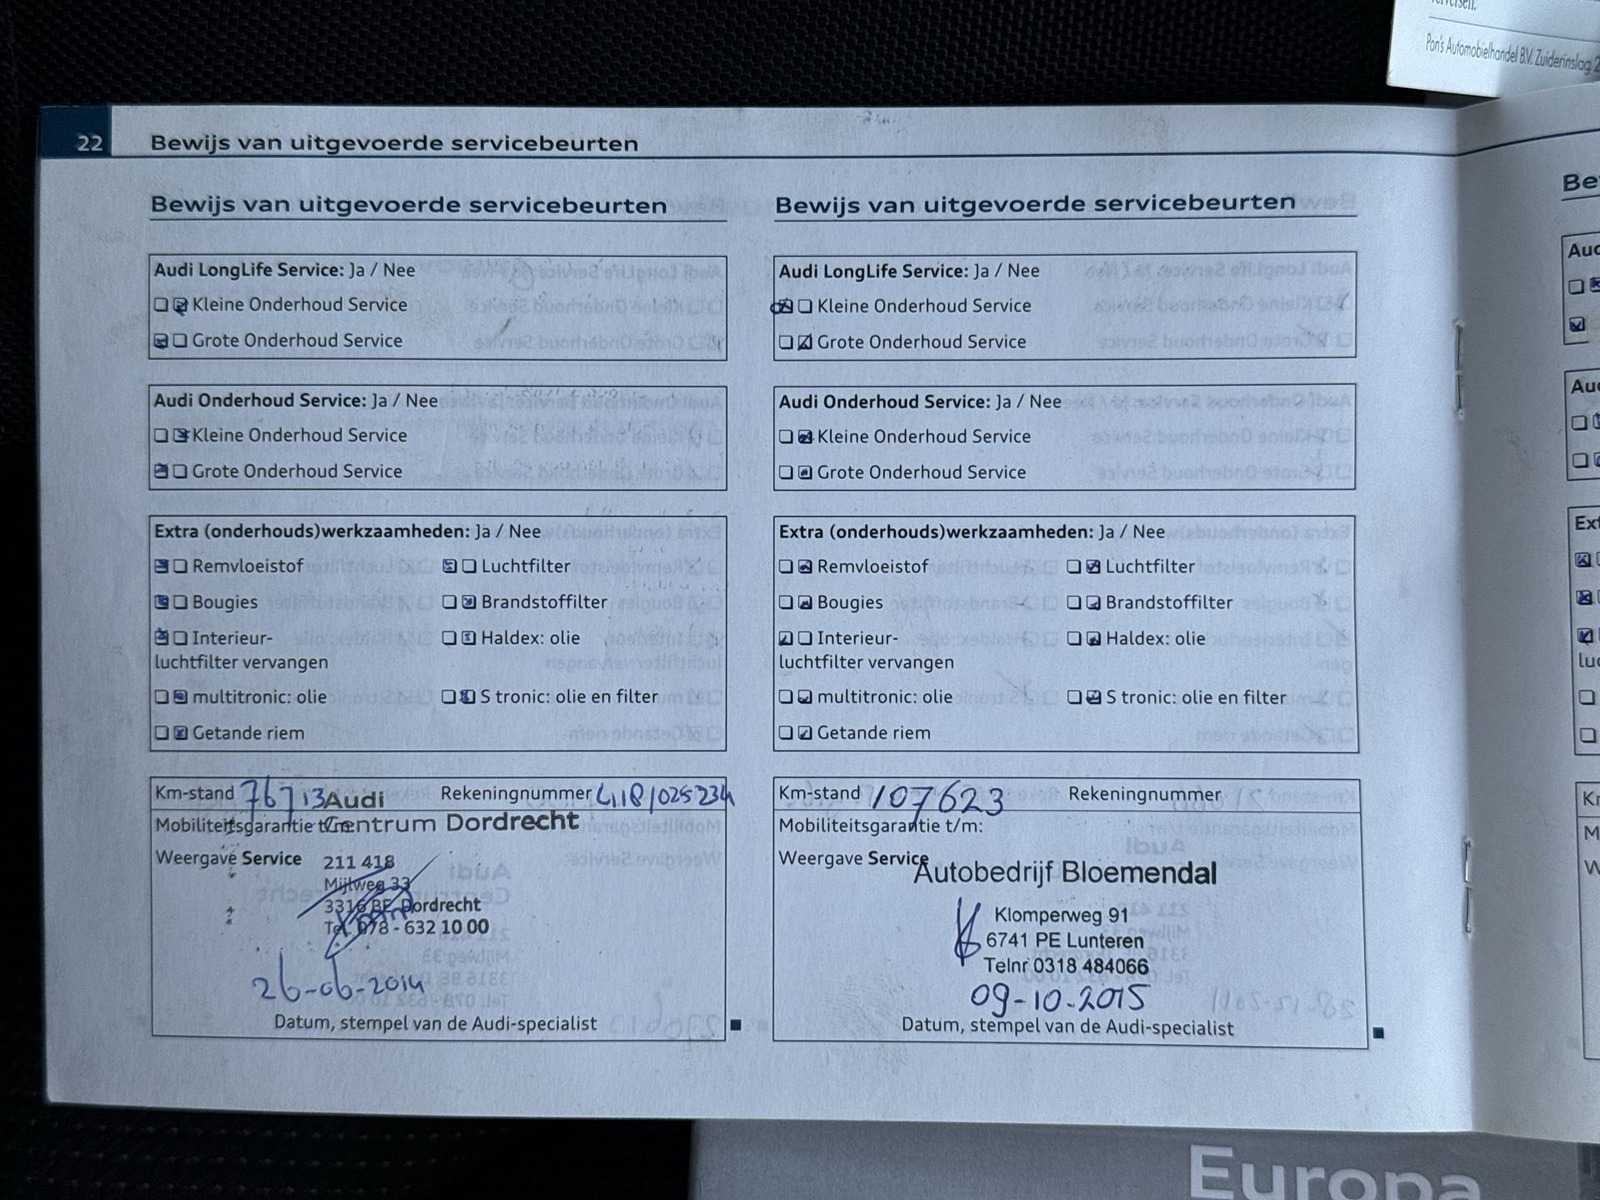 Pon's Automobielhandel B.V. Zuiderinslag 2
22 Bewijs van uitgevoerde servicebeurten
Bewijs van uitgevoerde servicebeurten
Audi LongLife Service: Ja / Nee
Kleine Onderhoud Service
Grote Onderhoud Service
Audi Onderhoud Service: Ja / Nee
Kleine Onderhoud Service
Grote Onderhoud Service
Extra (onderhouds)werkzaamheden: Ja / Nee
Remvloeistof Luchtfilter
Bougies Brandstoffilter
Interieur- Haldex: olie
luchtfilter vervangen
multitronic: olie S tronic: olie en filter
Getande riem
Km-stand 76713 Rekeningnummer
Audi
Mobiliteitsgarantie t/m:
Centrum Dordrecht
Weergave Service
211 418
Mijlweg 33
3316 BE Dordrecht
Tel. 078 - 632 10 00
26-06-2014
Datum, stempel van de Audi-specialist
Bewijs van uitgevoerde servicebeurten
Audi LongLife Service: Ja / Nee
Kleine Onderhoud Service
Grote Onderhoud Service
Audi Onderhoud Service: Ja / Nee
Kleine Onderhoud Service
Grote Onderhoud Service
Extra (onderhouds)werkzaamheden: Ja / Nee
Remvloeistof Luchtfilter
Bougies Brandstoffilter
Interieur- Haldex: olie
luchtfilter vervangen
multitronic: olie S tronic: olie en filter
Getande riem
Km-stand 107623 Rekeningnummer
Mobiliteitsgarantie t/m:
Weergave Service
Autobedrijf Bloemendal
Klomperweg 91
6741 PE Lunteren
Telnr 0318 484066
09-10-2015
Datum, stempel van de Audi-specialist
Europa